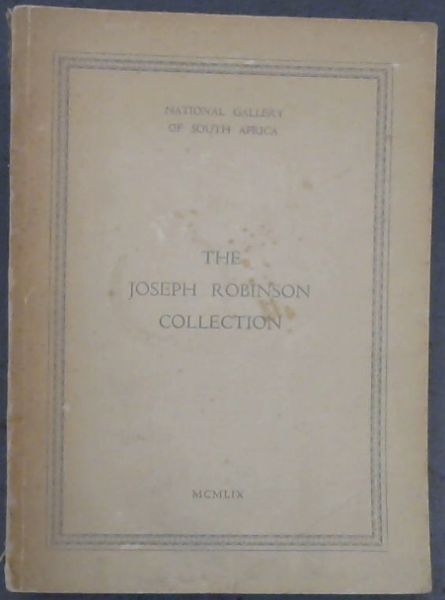 NATIONAL GALLERY
OF SOUTH AFRICA
THE
JOSEPH ROBINSON
COLLECTION
MCMLIX